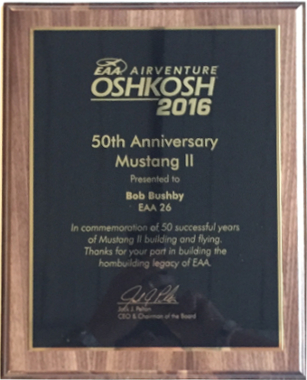 EAA AIRVENTURE
OSHKOSH
2016
50th Anniversary
Mustang II
Presented to
Bob Bushby
EAA 26
In commemoration of 50 successful years
of Mustang II building and flying.
Thanks for your part in building the
hombuilding legacy of EAA.
Jack J. Pelton
CEO & Chairman of the Board